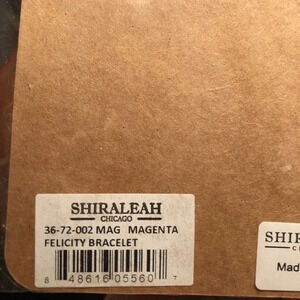 SHIRALEAH
CHICAGO
36-72-002 MAG MAGENTA
FELICITY BRACELET
8 48616 05560 7
SHIR
Mad